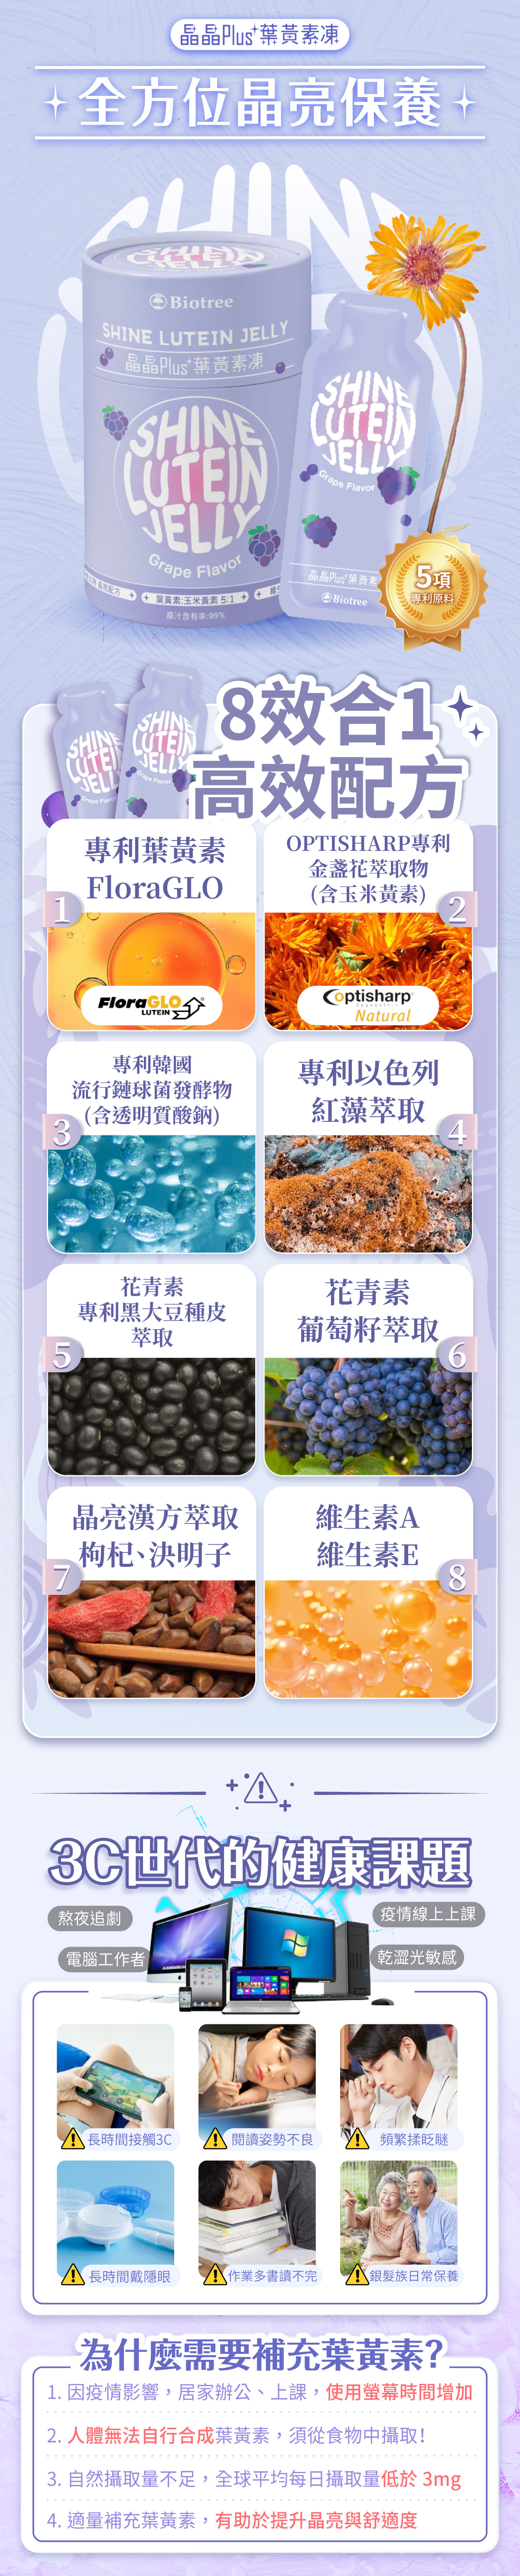 晶晶Plus+葉黃素凍
全方位晶亮保養
SHINE
LUTEIN
JELLY
Biotree
SHINE LUTEIN JELLY
晶晶Plus+葉黃素凍
SHINE
LUTEIN
JELLY
Grape Flavor
葉黃素:玉米黃素 5:1
原汁含有率:99%
SHINE
LUTEIN
JELLY
Grape Flavor
晶晶Plus+葉黃素
Biotree
5項
專利原料
8效合1
高效配方
專利葉黃素
FloraGLO
1
FloraGLO
LUTEIN
OPTISHARP專利
金盞花萃取物
(含玉米黃素)
2
optisharp
Natural
專利韓國
流行鏈球菌發酵物
(含透明質酸鈉)
3
專利以色列
紅藻萃取
4
花青素
專利黑大豆種皮
萃取
5
花青素
葡萄籽萃取
6
晶亮漢方萃取
枸杞、決明子
7
維生素A
維生素E
8
3C世代的健康課題
熬夜追劇
疫情線上上課
電腦工作者
乾澀光敏感
長時間接觸3C
閱讀姿勢不良
頻繁揉眨瞇
長時間戴隱眼
作業多書讀不完
銀髮族日常保養
為什麼需要補充葉黃素?
1. 因疫情影響，居家辦公、上課，使用螢幕時間增加
2. 人體無法自行合成葉黃素，須從食物中攝取!
3. 自然攝取量不足，全球平均每日攝取量低於 3mg
4. 適量補充葉黃素，有助於提升晶亮與舒適度